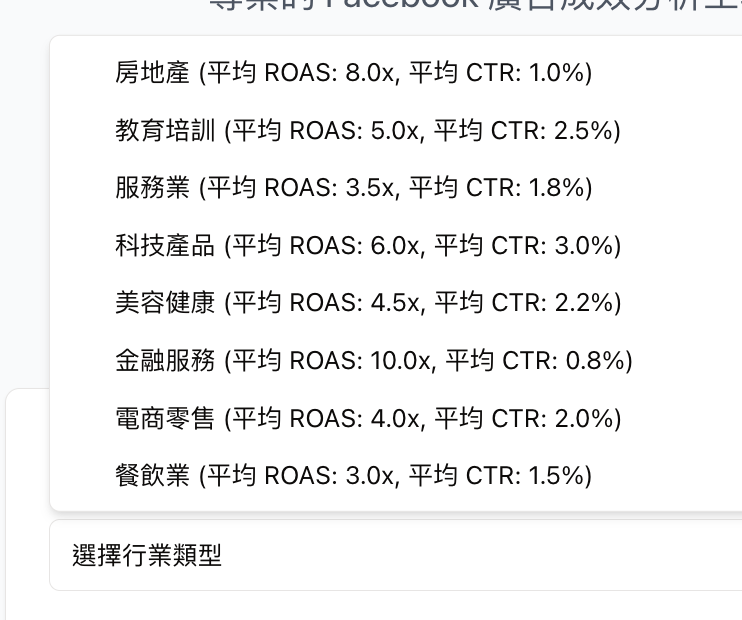 專業的 Facebook 廣告成效分析工
房地產 (平均 ROAS: 8.0x, 平均 CTR: 1.0%)
教育培訓 (平均 ROAS: 5.0x, 平均 CTR: 2.5%)
服務業 (平均 ROAS: 3.5x, 平均 CTR: 1.8%)
科技產品 (平均 ROAS: 6.0x, 平均 CTR: 3.0%)
美容健康 (平均 ROAS: 4.5x, 平均 CTR: 2.2%)
金融服務 (平均 ROAS: 10.0x, 平均 CTR: 0.8%)
電商零售 (平均 ROAS: 4.0x, 平均 CTR: 2.0%)
餐飲業 (平均 ROAS: 3.0x, 平均 CTR: 1.5%)
選擇行業類型